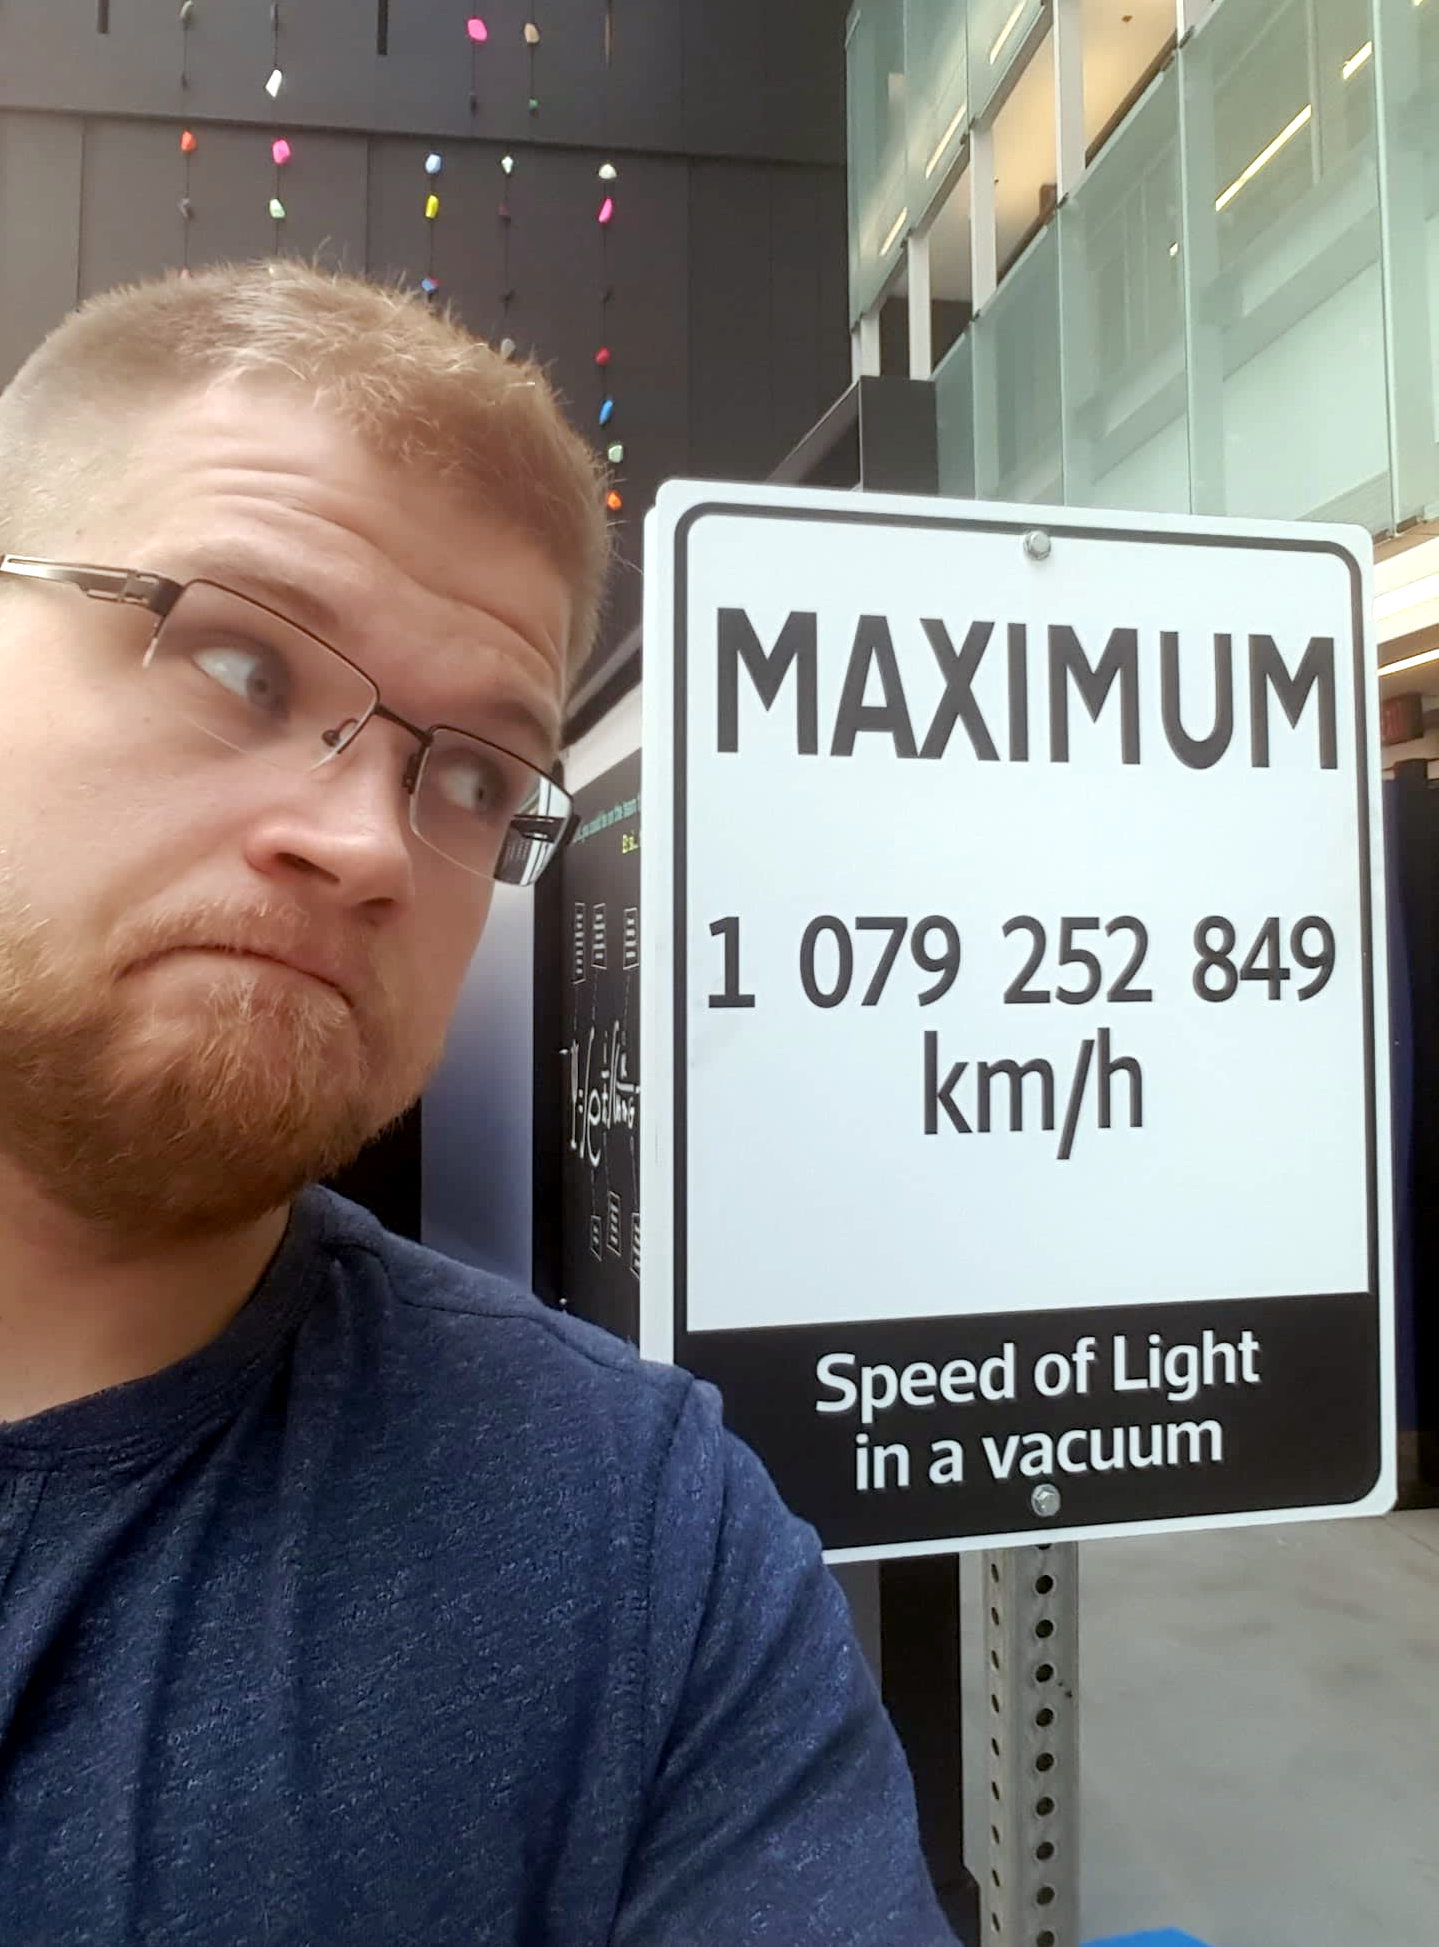 MAXIMUM
1 079 252 849
km/h
Speed of Light
in a vacuum